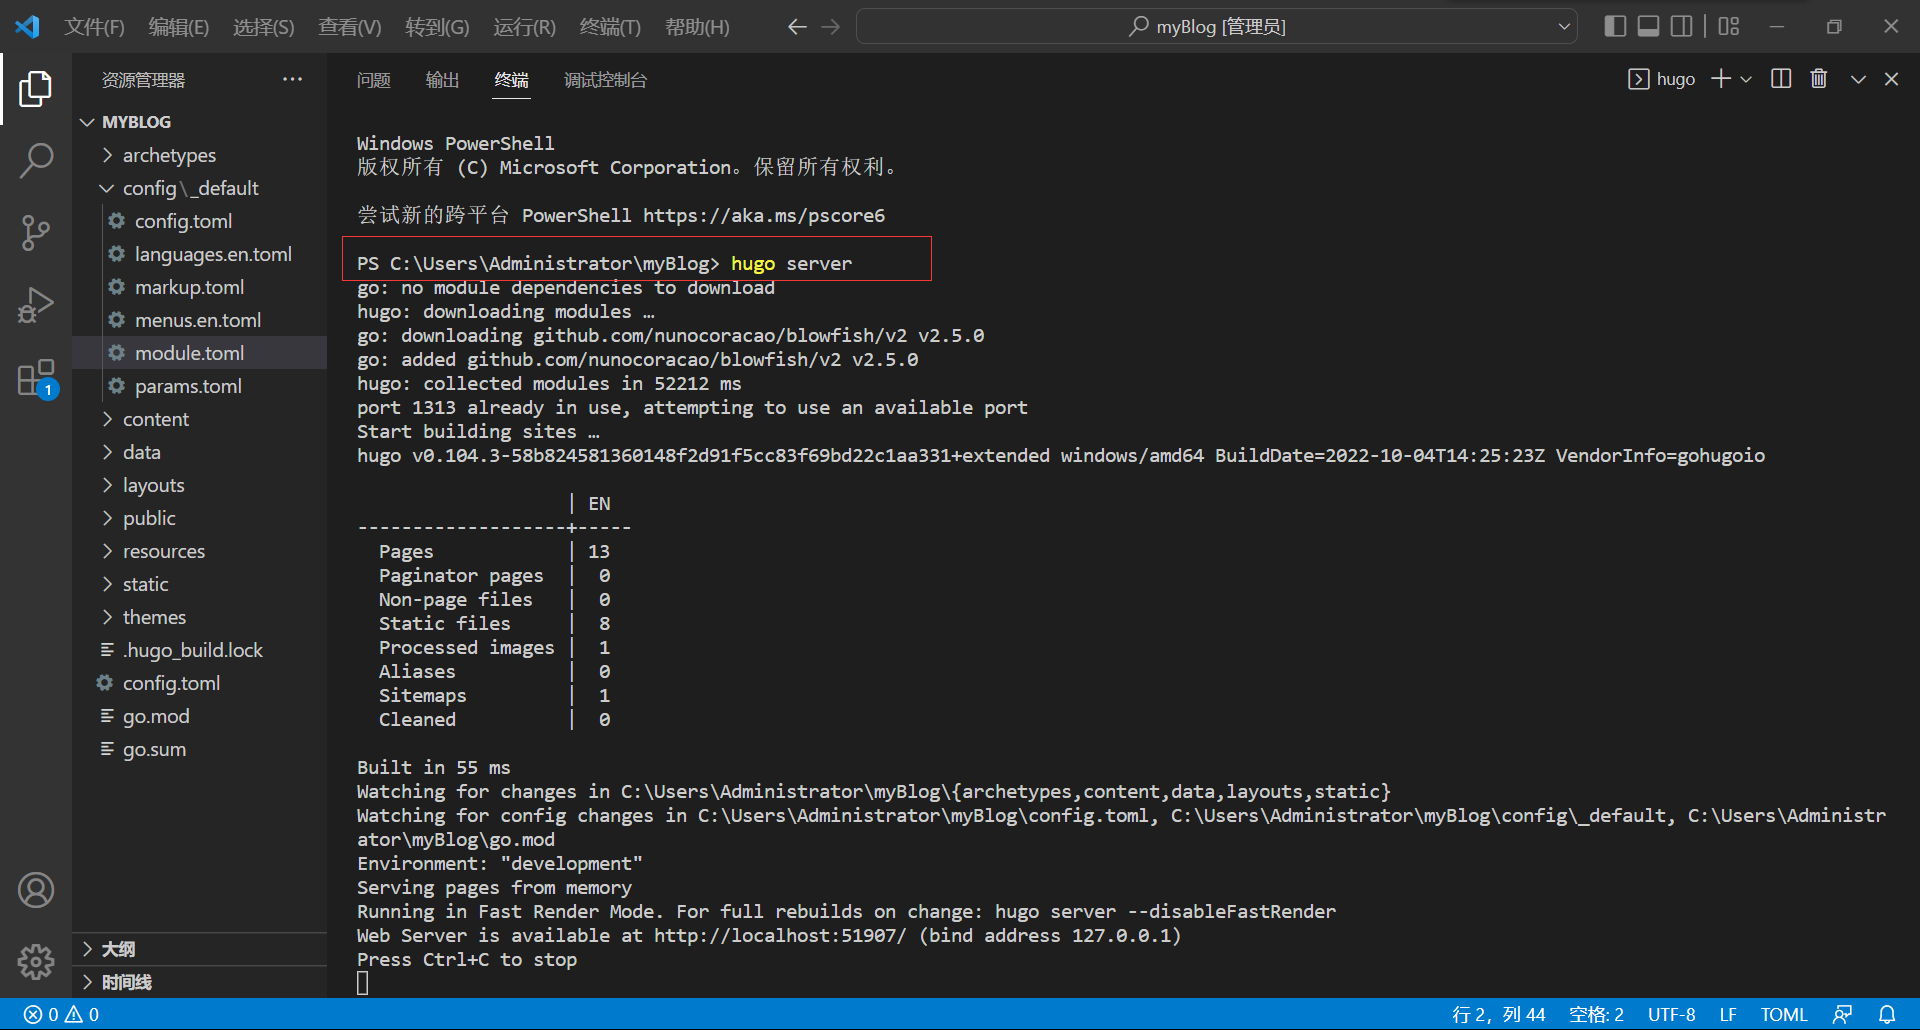 文件(F) 编辑(E) 选择(S) 查看(V) 转到(G) 运行(R) 终端(T) 帮助(H) myBlog [管理员]
资源管理器
MYBLOG
archetypes
config\_default
config.toml
languages.en.toml
markup.toml
menus.en.toml
module.toml
params.toml
content
data
layouts
public
resources
static
themes
.hugo_build.lock
config.toml
go.mod
go.sum
大纲
时间线
1
问题 输出 终端 调试控制台 hugo
Windows PowerShell
版权所有 (C) Microsoft Corporation。保留所有权利。
尝试新的跨平台 PowerShell https://aka.ms/pscore6
PS C:\Users\Administrator\myBlog> hugo server
go: no module dependencies to download
hugo: downloading modules …
go: downloading github.com/nunocoracao/blowfish/v2 v2.5.0
go: added github.com/nunocoracao/blowfish/v2 v2.5.0
hugo: collected modules in 52212 ms
port 1313 already in use, attempting to use an available port
Start building sites …
hugo v0.104.3-58b824581360148f2d91f5cc83f69bd22c1aa331+extended windows/amd64 BuildDate=2022-10-04T14:25:23Z VendorInfo=gohugoio
| EN
-------------------+-----
Pages | 13
Paginator pages | 0
Non-page files | 0
Static files | 8
Processed images | 1
Aliases | 0
Sitemaps | 1
Cleaned | 0
Built in 55 ms
Watching for changes in C:\Users\Administrator\myBlog\{archetypes,content,data,layouts,static}
Watching for config changes in C:\Users\Administrator\myBlog\config.toml, C:\Users\Administrator\myBlog\config\_default, C:\Users\Administr
ator\myBlog\go.mod
Environment: "development"
Serving pages from memory
Running in Fast Render Mode. For full rebuilds on change: hugo server --disableFastRender
Web Server is available at http://localhost:51907/ (bind address 127.0.0.1)
Press Ctrl+C to stop
0 0 行 2，列 44 空格: 2 UTF-8 LF TOML